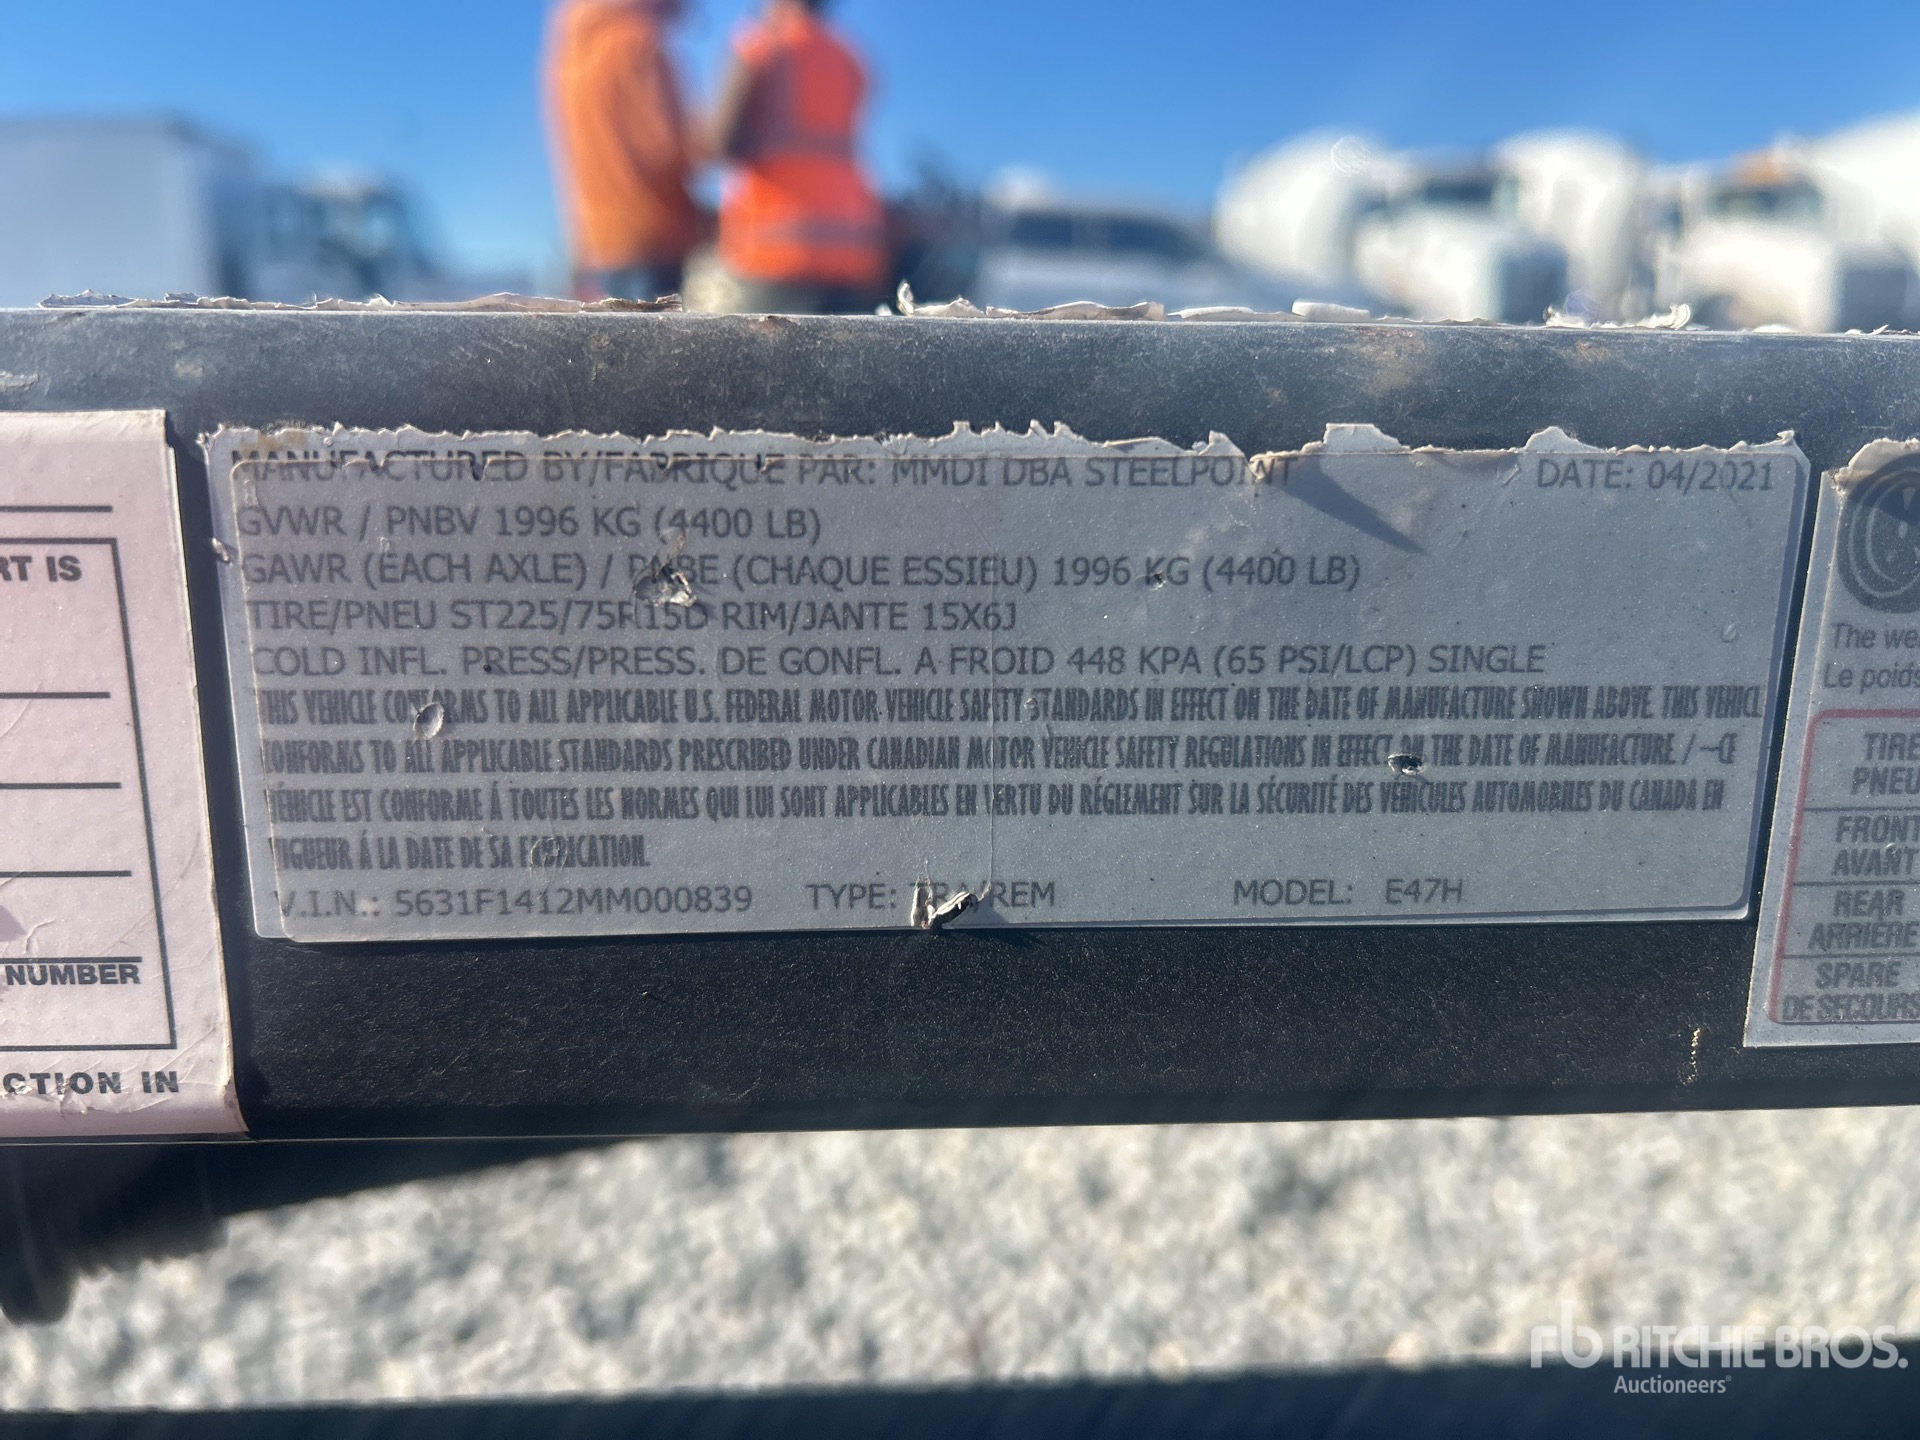 MANUFACTURED BY/FABRIQUE PAR: MMDI DBA STEELPOINT DATE: 04/2021
GVWR / PNBV 1996 KG (4400 LB)
GAWR (EACH AXLE) / PNBE (CHAQUE ESSIEU) 1996 KG (4400 LB)
TIRE/PNEU ST225/75R15D RIM/JANTE 15X6J
COLD INFL. PRESS/PRESS. DE GONFL. A FROID 448 KPA (65 PSI/LCP) SINGLE
THIS VEHICLE CONFORMS TO ALL APPLICABLE U.S. FEDERAL MOTOR VEHICLE SAFETY STANDARDS IN EFFECT ON THE DATE OF MANUFACTURE SHOWN ABOVE. THIS VEHICLE
CONFORMS TO ALL APPLICABLE STANDARDS PRESCRIBED UNDER CANADIAN MOTOR VEHICLE SAFETY REGULATIONS IN EFFECT ON THE DATE OF MANUFACTURE. / --CE
VÉHICLE EST CONFORME Á TOUTES LES NORMES QUI LUI SONT APPLICABLES EN VERTU DU RÉGLEMENT SUR LA SÉCURITÉ DES VEHICULES AUTOMOBILES DU CANADA EN
VIGUEUR Á LA DATE DE SA FABRICATION.
V.I.N.: 5631F1412MM000839 TYPE: TRA/REM MODEL: E47H
RT IS
NUMBER
CTION IN
The we
Le poids
TIRE
PNEU
FRONT
AVANT
REAR
ARRIERE
SPARE
DE SECOURS
rb RITCHIE BROS.
Auctioneers